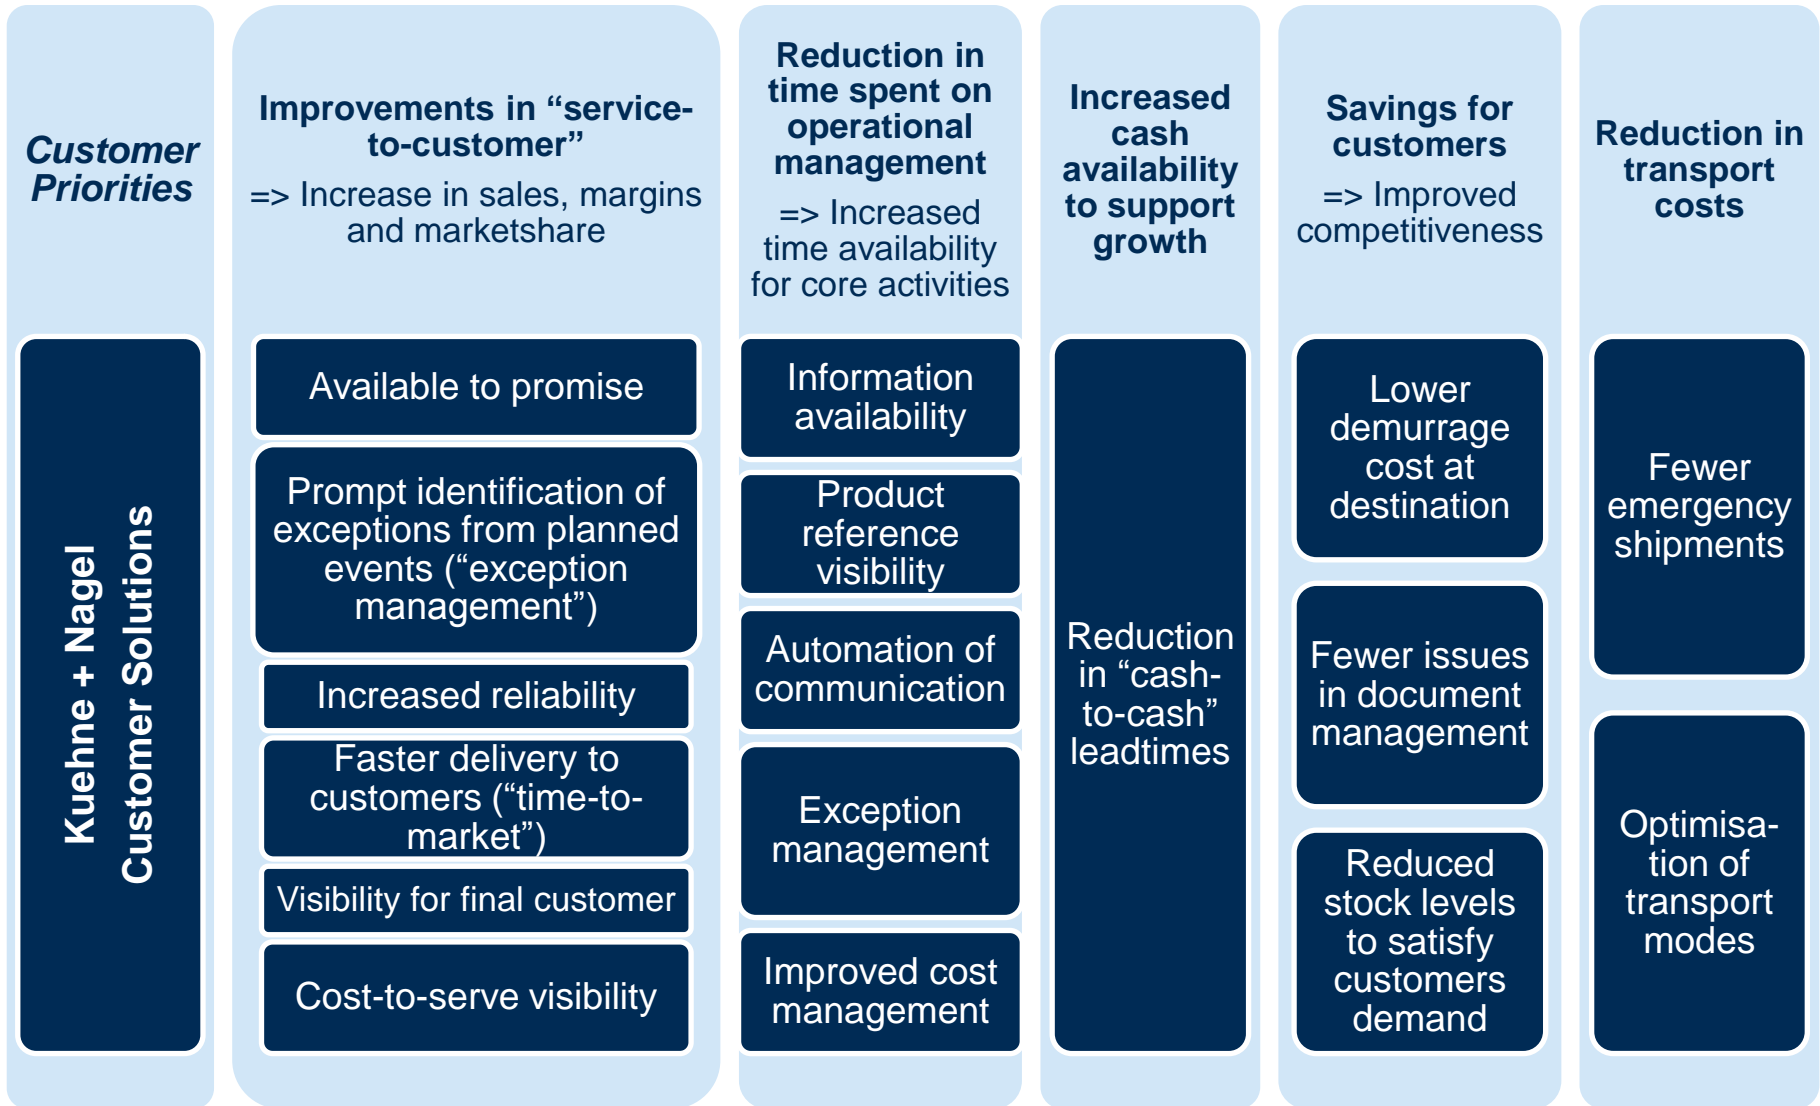 Customer
Priorities
Kuehne + Nagel
Customer Solutions
Improvements in “service-
to-customer”
=> Increase in sales, margins
and marketshare
Available to promise
Prompt identification of
exceptions from planned
events (“exception
management”)
Increased reliability
Faster delivery to
customers (“time-to-
market”)
Visibility for final customer
Cost-to-serve visibility
Reduction in
time spent on
operational
management
=> Increased
time availability
for core activities
Information
availability
Product
reference
visibility
Automation of
communication
Exception
management
Improved cost
management
Increased
cash
availability
to support
growth
Reduction
in “cash-
to-cash”
leadtimes
Savings for
customers
=> Improved
competitiveness
Lower
demurrage
cost at
destination
Fewer issues
in document
management
Reduced
stock levels
to satisfy
customers
demand
Reduction in
transport
costs
Fewer
emergency
shipments
Optimisa-
tion of
transport
modes